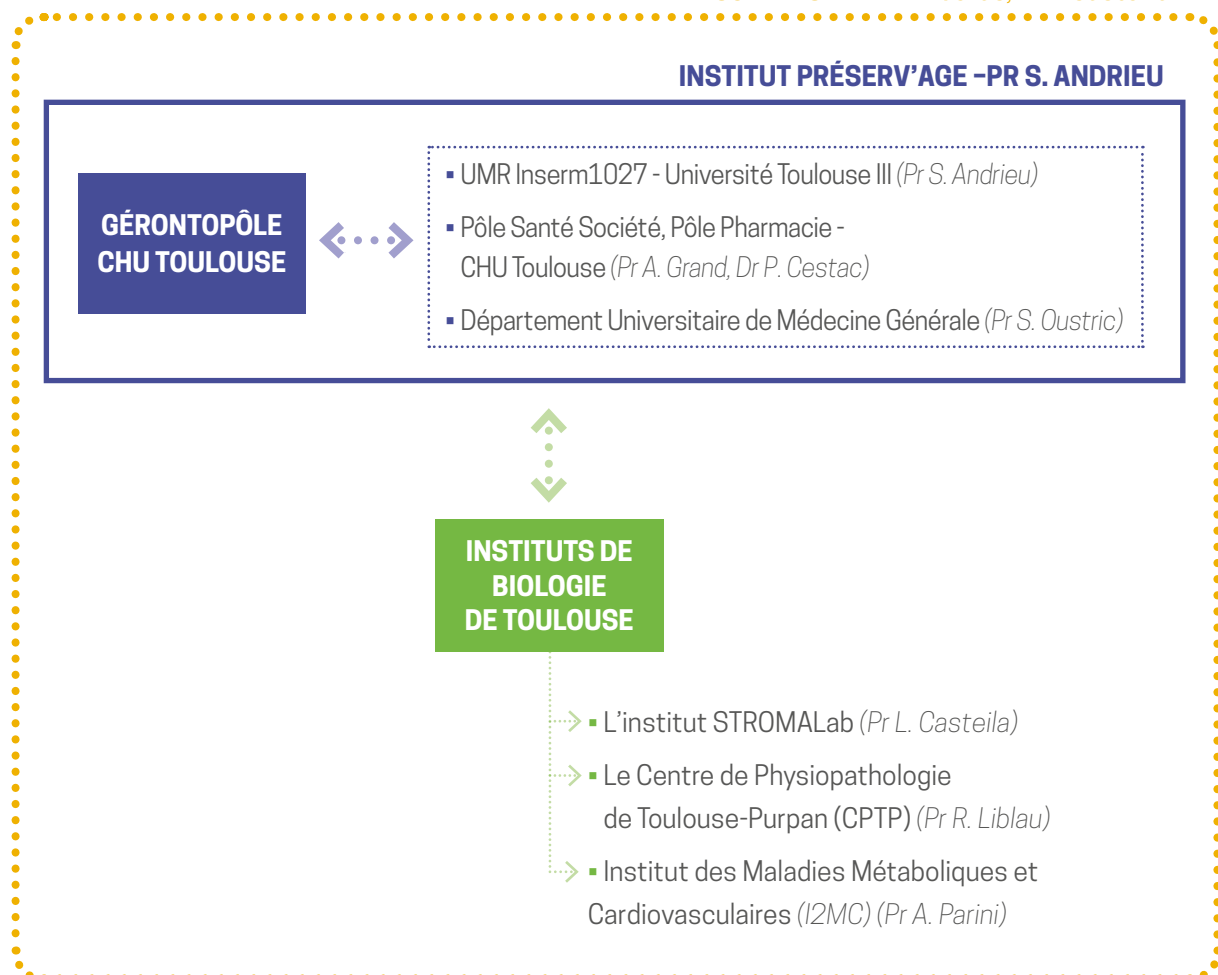 INSTITUT PRÉSERV'AGE –PR S. ANDRIEU
GÉRONTOPÔLE
CHU TOULOUSE
▪ UMR Inserm1027 - Université Toulouse III (Pr S. Andrieu)
▪ Pôle Santé Société, Pôle Pharmacie -
CHU Toulouse (Pr A. Grand, Dr P. Cestac)
▪ Département Universitaire de Médecine Générale (Pr S. Oustric)
INSTITUTS DE
BIOLOGIE
DE TOULOUSE
▪ L'institut STROMALab (Pr L. Casteila)
▪ Le Centre de Physiopathologie
de Toulouse-Purpan (CPTP) (Pr R. Liblau)
▪ Institut des Maladies Métaboliques et
Cardiovasculaires (I2MC) (Pr A. Parini)